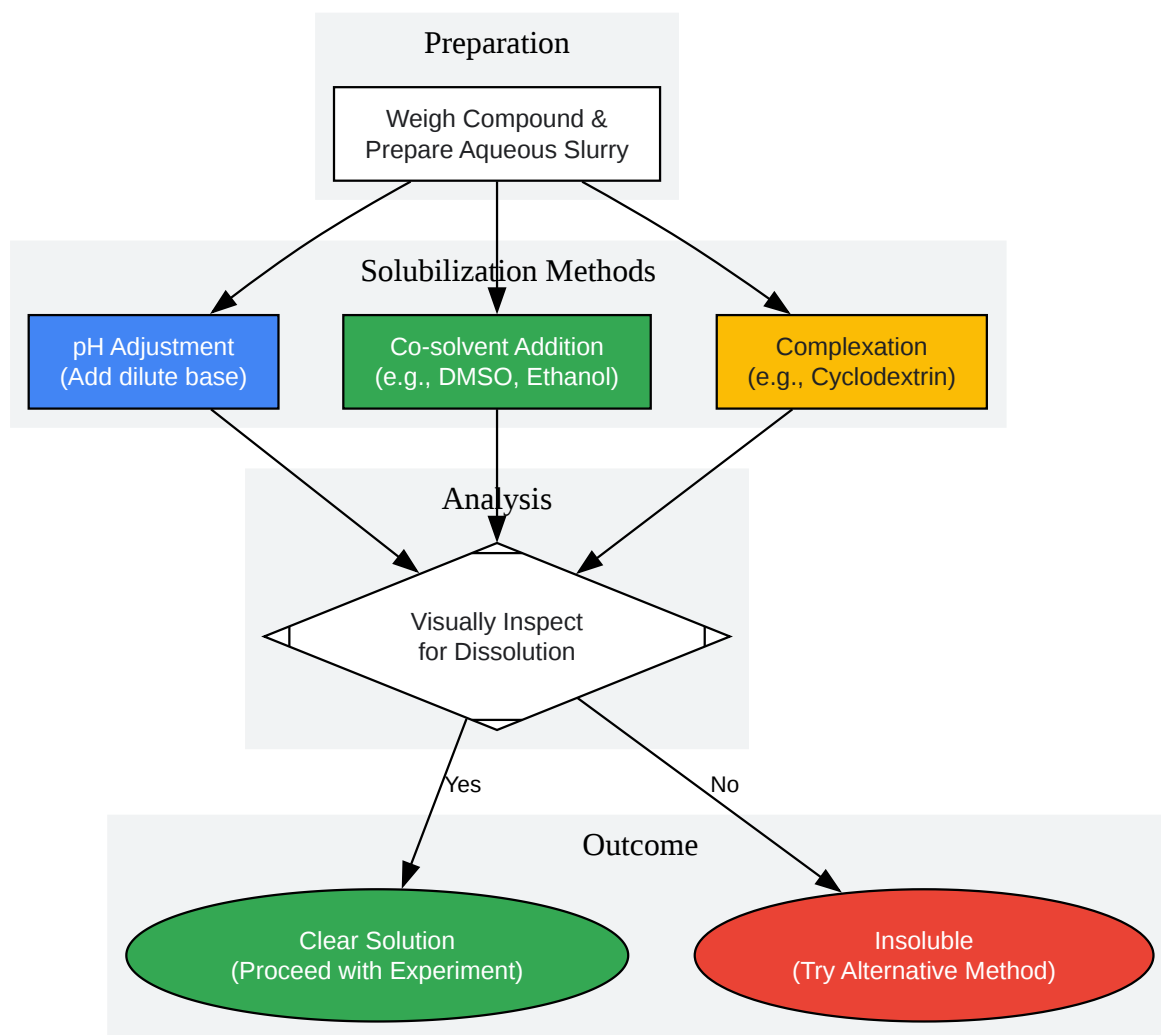 Preparation
Weigh Compound &
Prepare Aqueous Slurry
Solubilization Methods
pH Adjustment
(Add dilute base)
Co-solvent Addition
(e.g., DMSO, Ethanol)
Complexation
(e.g., Cyclodextrin)
Analysis
Visually Inspect
for Dissolution
Yes
No
Outcome
Clear Solution
(Proceed with Experiment)
Insoluble
(Try Alternative Method)